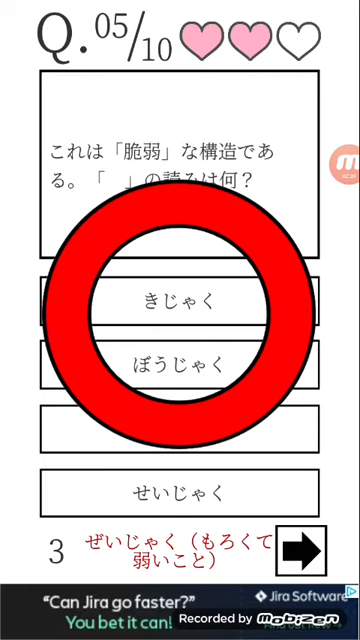 Q. 05/10
これは「脆弱」な構造であ
る。「　」の読みは何？
きじゃく
ぼうじゃく
せいじゃく
3 ぜいじゃく（もろくて
弱いこと）
02:39
"Can Jira go faster?"
You bet it can!
Jira Software
Recorded by Mobizen